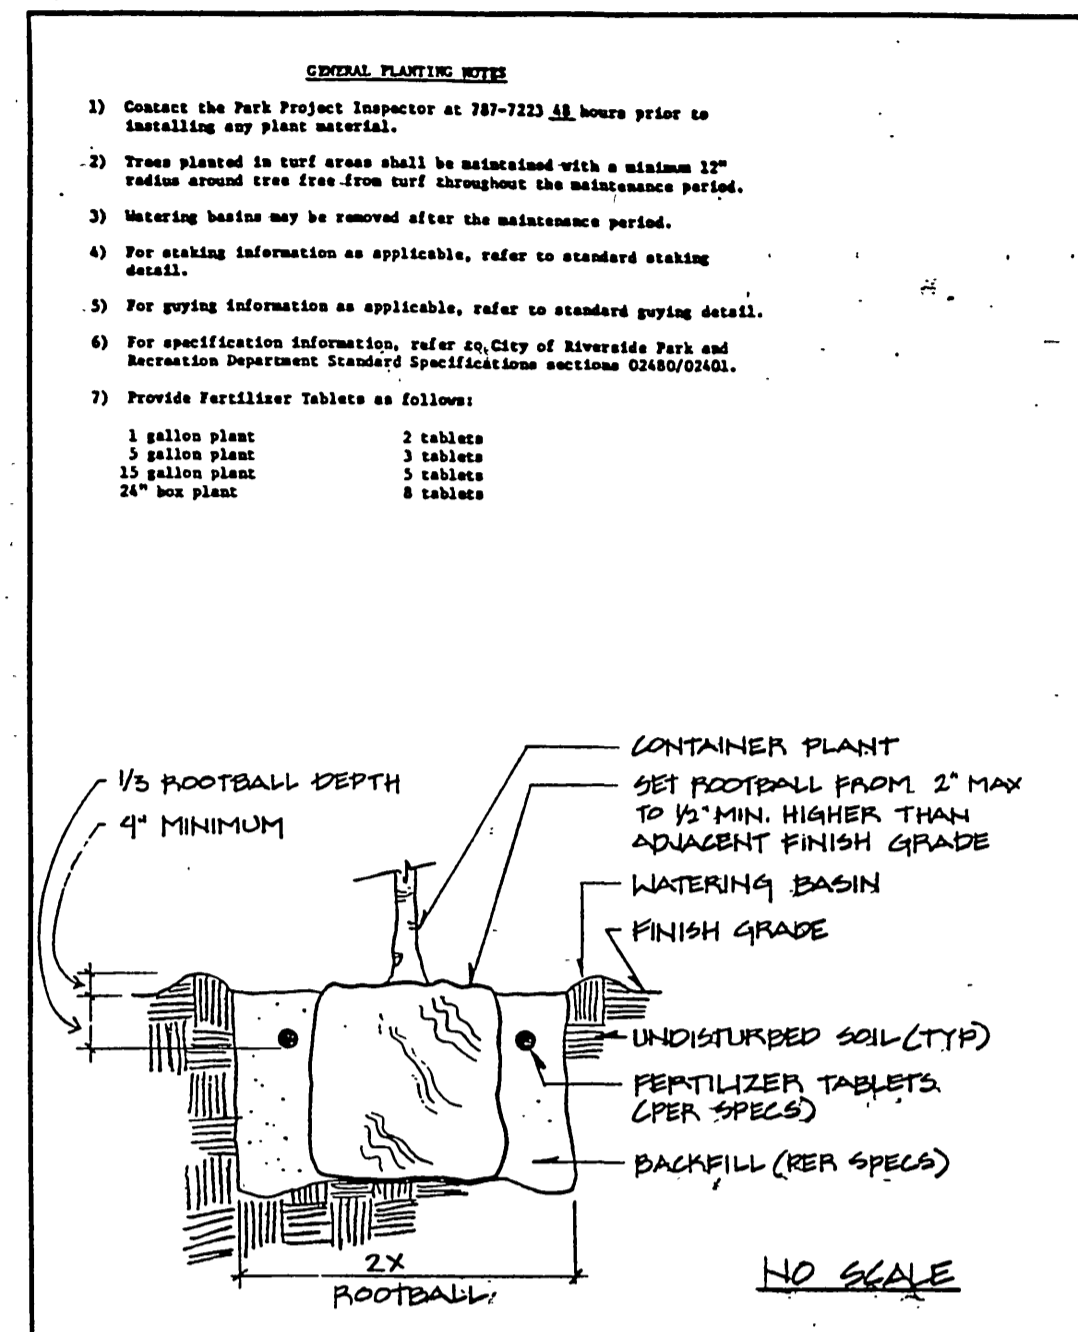 GENERAL PLANTING NOTES
1) Contact the Park Project Inspector at 787-7223 48 hours prior to
installing any plant material.
2) Trees planted in turf areas shall be maintained with a minimum 12"
radius around tree free from turf throughout the maintenance period.
3) Watering basins may be removed after the maintenance period.
4) For staking information as applicable, refer to standard staking
detail.
5) For guying information as applicable, refer to standard guying detail.
6) For specification information, refer to City of Riverside Park and
Recreation Department Standard Specifications sections 02480/02401.
7) Provide Fertilizer Tablets as follows:
1 gallon plant 2 tablets
5 gallon plant 3 tablets
15 gallon plant 5 tablets
24" box plant 8 tablets
CONTAINER PLANT
1/3 ROOTBALL DEPTH
4" MINIMUM
SET ROOTBALL FROM 2" MAX
TO 1/2" MIN. HIGHER THAN
ADJACENT FINISH GRADE
WATERING BASIN
FINISH GRADE
UNDISTURBED SOIL (TYP)
FERTILIZER TABLETS
(PER SPECS)
BACKFILL (PER SPECS)
2X
ROOTBALL
NO SCALE